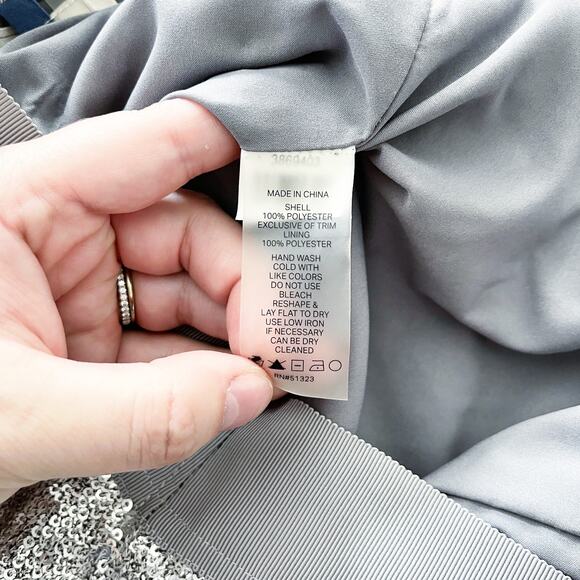 MADE IN CHINA
SHELL
100% POLYESTER
EXCLUSIVE OF TRIM
LINING
100% POLYESTER
HAND WASH
COLD WITH
LIKE COLORS
DO NOT USE
BLEACH
RESHAPE &
LAY FLAT TO DRY
USE LOW IRON
IF NECESSARY
CAN BE DRY
CLEANED
RN#51323